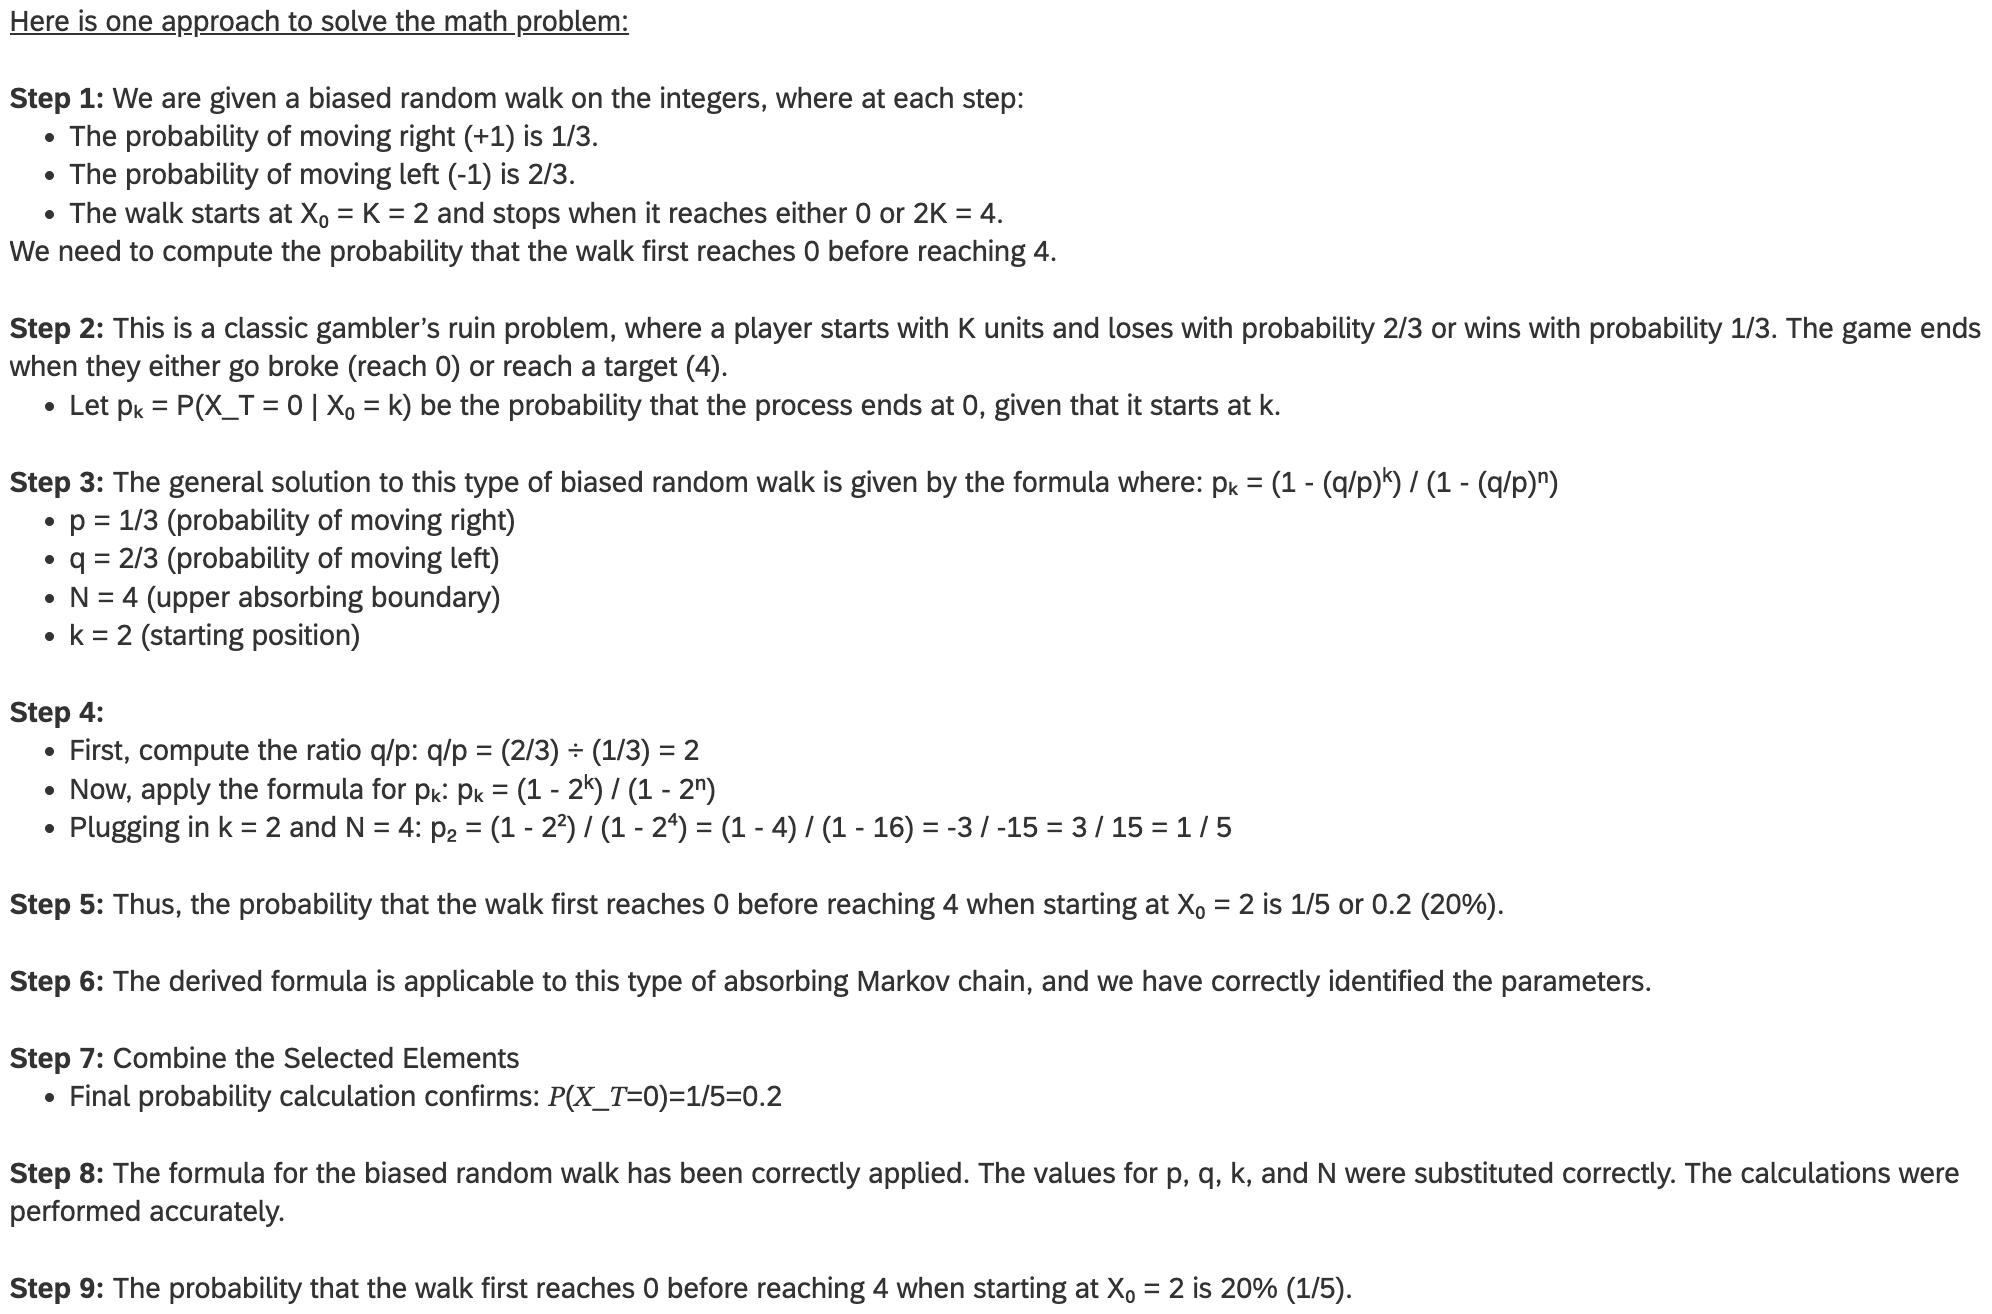 Here is one approach to solve the math problem:
Step 1: We are given a biased random walk on the integers, where at each step:
• The probability of moving right (+1) is 1/3.
• The probability of moving left (-1) is 2/3.
• The walk starts at X₀ = K = 2 and stops when it reaches either 0 or 2K = 4.
We need to compute the probability that the walk first reaches 0 before reaching 4.
Step 2: This is a classic gambler’s ruin problem, where a player starts with K units and loses with probability 2/3 or wins with probability 1/3. The game ends
when they either go broke (reach 0) or reach a target (4).
• Let pₖ = P(X_T = 0 | X₀ = k) be the probability that the process ends at 0, given that it starts at k.
Step 3: The general solution to this type of biased random walk is given by the formula where: pₖ = (1 - (q/p)ᵏ) / (1 - (q/p)ⁿ)
• p = 1/3 (probability of moving right)
• q = 2/3 (probability of moving left)
• N = 4 (upper absorbing boundary)
• k = 2 (starting position)
Step 4:
• First, compute the ratio q/p: q/p = (2/3) ÷ (1/3) = 2
• Now, apply the formula for pₖ: pₖ = (1 - 2ᵏ) / (1 - 2ⁿ)
• Plugging in k = 2 and N = 4: p₂ = (1 - 2²) / (1 - 2⁴) = (1 - 4) / (1 - 16) = -3 / -15 = 3 / 15 = 1 / 5
Step 5: Thus, the probability that the walk first reaches 0 before reaching 4 when starting at X₀ = 2 is 1/5 or 0.2 (20%).
Step 6: The derived formula is applicable to this type of absorbing Markov chain, and we have correctly identified the parameters.
Step 7: Combine the Selected Elements
• Final probability calculation confirms: P(X_T=0)=1/5=0.2
Step 8: The formula for the biased random walk has been correctly applied. The values for p, q, k, and N were substituted correctly. The calculations were
performed accurately.
Step 9: The probability that the walk first reaches 0 before reaching 4 when starting at X₀ = 2 is 20% (1/5).